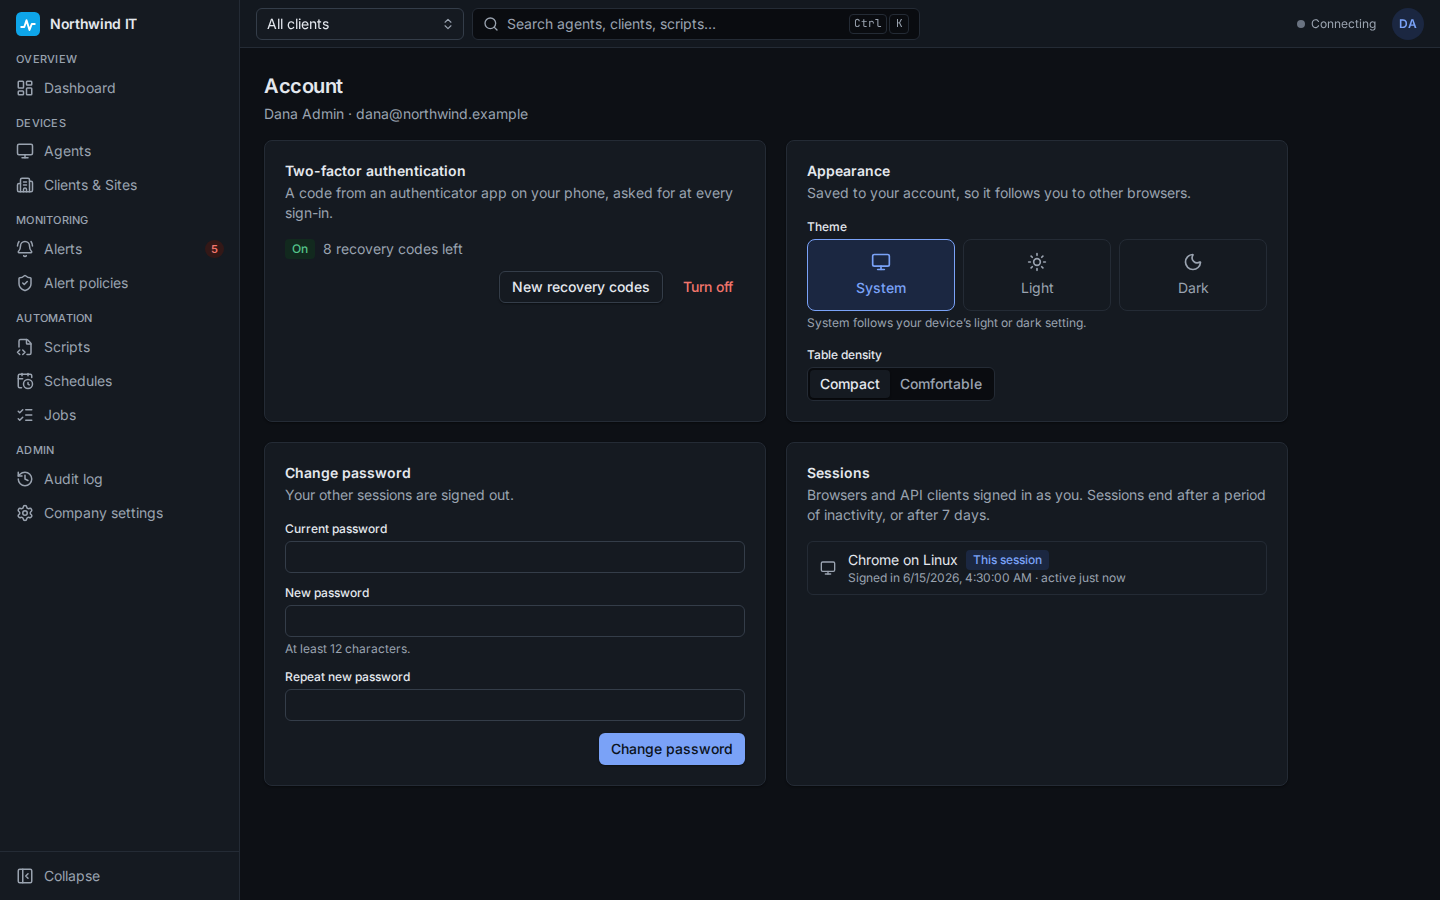 Northwind IT
OVERVIEW
Dashboard
DEVICES
Agents
Clients & Sites
MONITORING
Alerts
5
Alert policies
AUTOMATION
Scripts
Schedules
Jobs
ADMIN
Audit log
Company settings
Collapse
All clients
Search agents, clients, scripts...
Ctrl K
Connecting
DA
Account
Dana Admin · dana@northwind.example
Two-factor authentication
A code from an authenticator app on your phone, asked for at every
sign-in.
On 8 recovery codes left
New recovery codes
Turn off
Appearance
Saved to your account, so it follows you to other browsers.
Theme
System
Light
Dark
System follows your device’s light or dark setting.
Table density
Compact
Comfortable
Change password
Your other sessions are signed out.
Current password
New password
At least 12 characters.
Repeat new password
Change password
Sessions
Browsers and API clients signed in as you. Sessions end after a period
of inactivity, or after 7 days.
Chrome on Linux This session
Signed in 6/15/2026, 4:30:00 AM · active just now